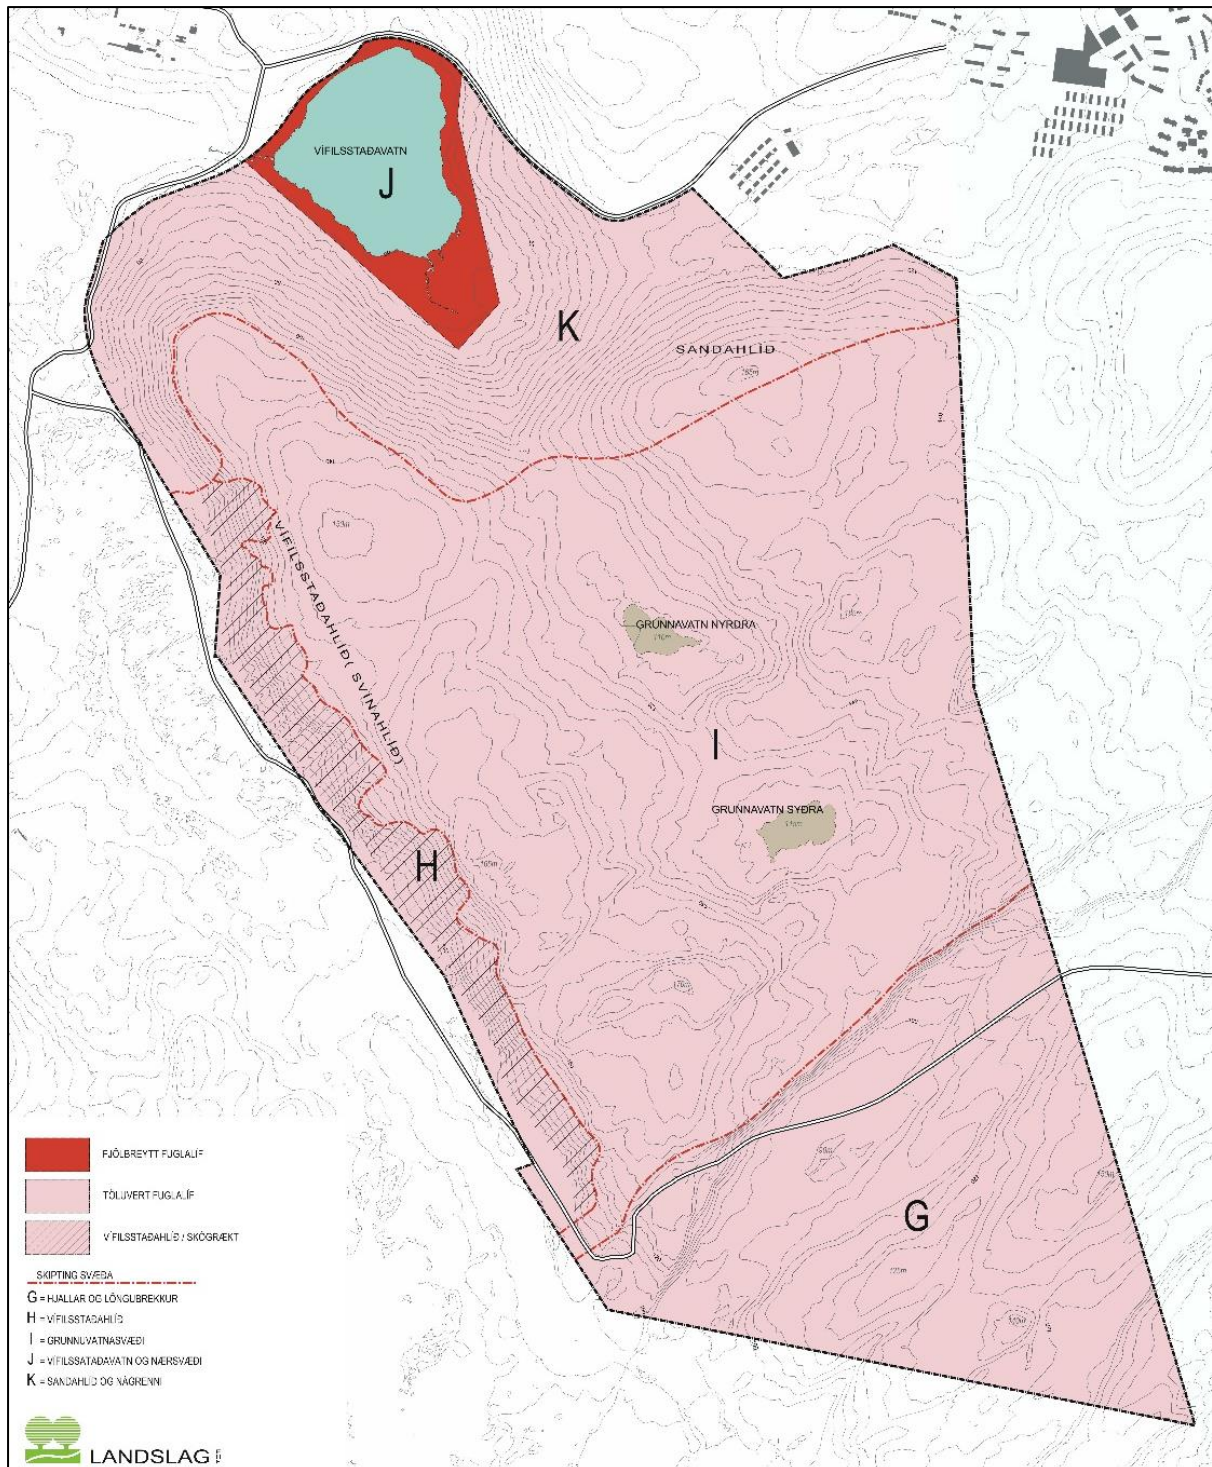 VÍFILSSTAÐAVATN
J
K
SANDAHLÍÐ
VÍFILSSTAÐAHLÍÐ ( SVÍNAHLÍÐ)
GRUNNAVATN NYRÐRA
I
GRUNNAVATN SYÐRA
H
G
FJÖLBREYTT FUGLALÍF
TÖLUVERT FUGLALÍF
VÍFILSSTAÐAHLÍÐ / SKÓGRÆKT
SKIPTING SVÆÐA
G = HJALLAR OG LÖNGUBREKKUR
H = VÍFILSSTAÐAHLÍÐ
I = GRUNNUVATNASVÆÐI
J = VÍFILSSATAÐAVATN OG NÆRSVÆÐI
K = SANDAHLÍÐ OG NÁGRENNI
LANDSLAG